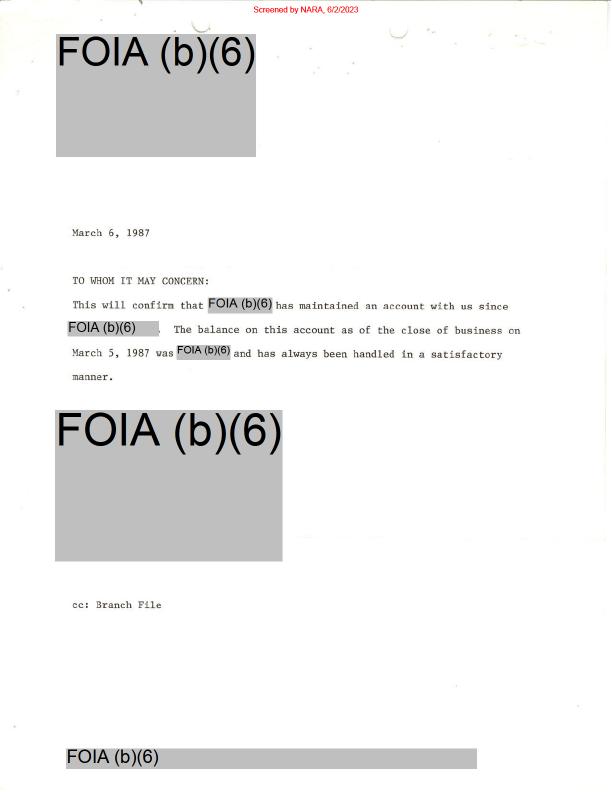 Screened by NARA, 6/2/2023
FOIA (b)(6)
March 6, 1987
TO WHOM IT MAY CONCERN:
This will confirm that FOIA (b)(6) has maintained an account with us since
FOIA (b)(6). The balance on this account as of the close of business on
March 5, 1987 was FOIA (b)(6) and has always been handled in a satisfactory
manner.
FOIA (b)(6)
cc: Branch File
FOIA (b)(6)